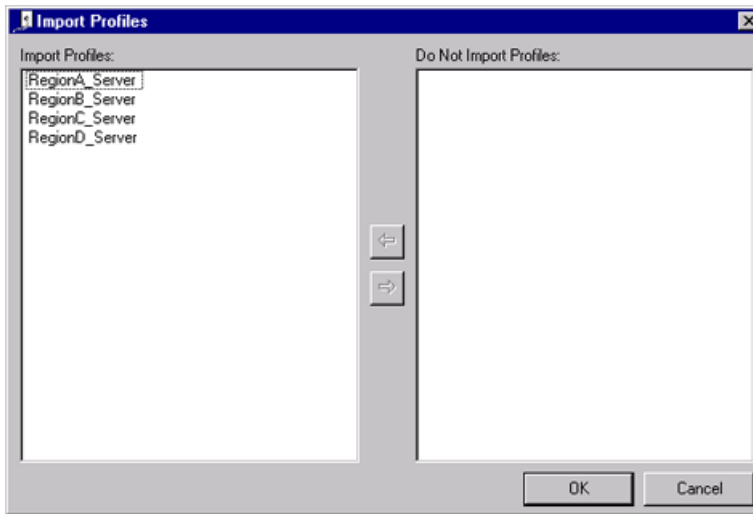 Import Profiles
Import Profiles:
RegionA_Server
RegionB_Server
RegionC_Server
RegionD_Server
Do Not Import Profiles:
OK
Cancel